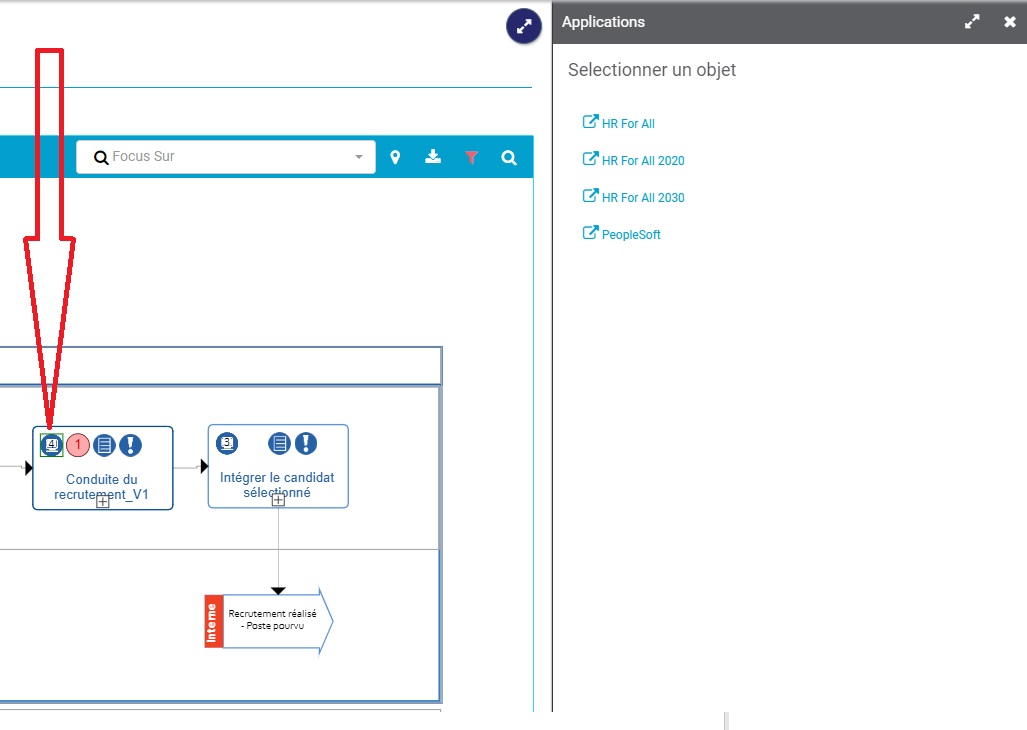 Applications
Selectionner un objet
HR For All
HR For All 2020
HR For All 2030
PeopleSoft
Focus Sur
4
1
Conduite du
recrutement_V1
3
Intégrer le candidat
sélectionné
Interne
Recrutement réalisé
- Poste pourvu